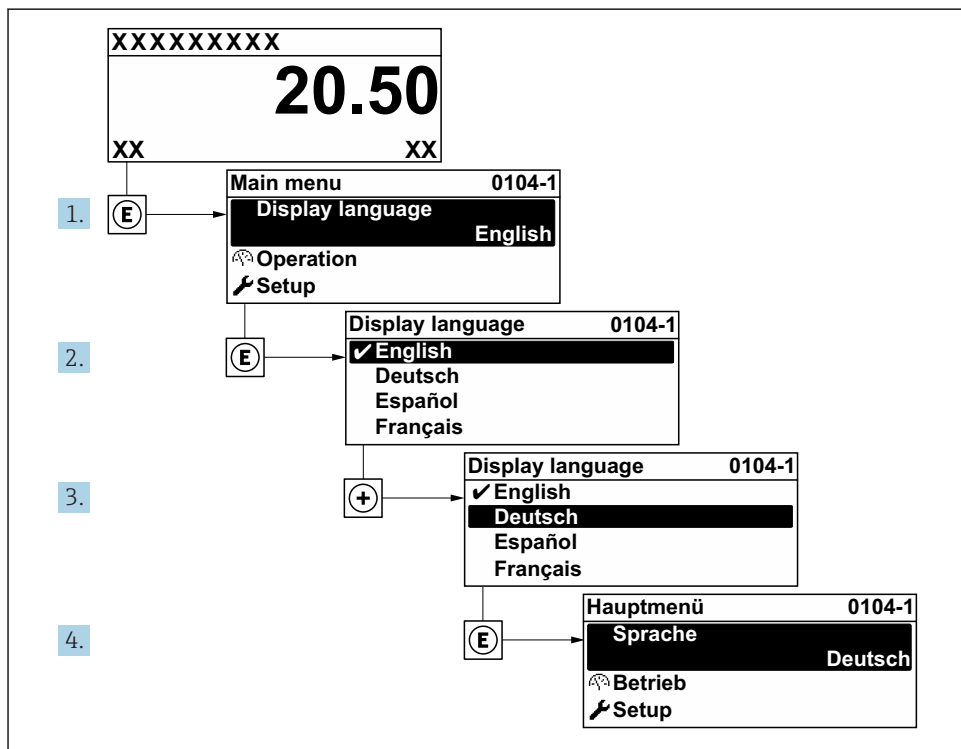 XXXXXXXXX
20.50
XX XX
1.
E
Main menu 0104-1
Display language
English
Operation
Setup
2.
E
Display language 0104-1
✔ English
Deutsch
Español
Français
3.
+
Display language 0104-1
✔ English
Deutsch
Español
Français
4.
E
Hauptmenü 0104-1
Sprache
Deutsch
Betrieb
Setup